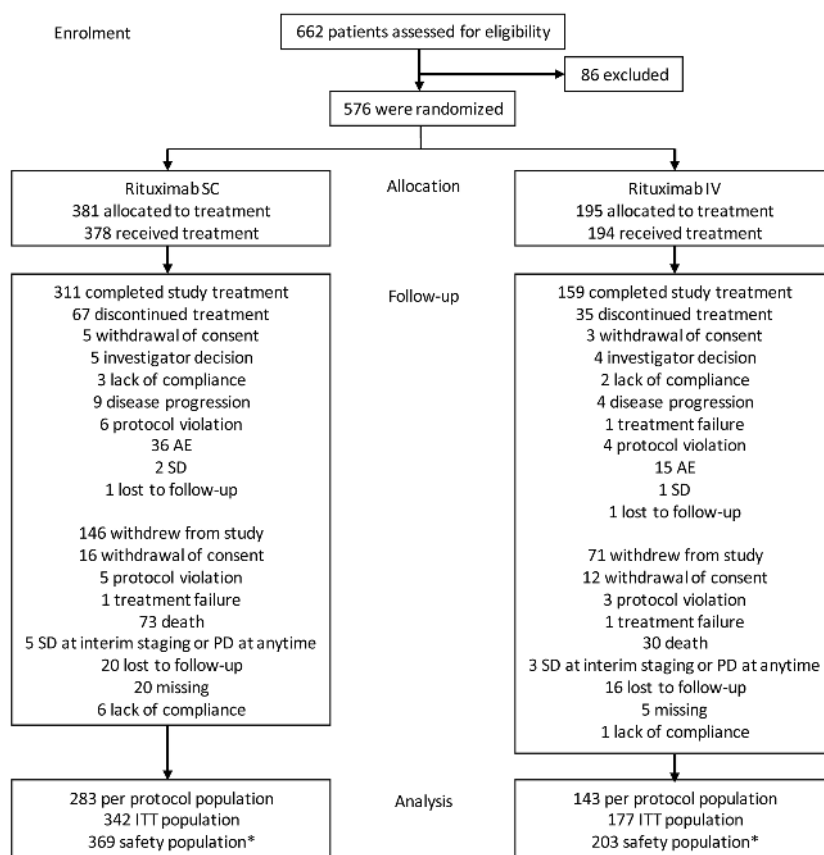 Enrolment
662 patients assessed for eligibility
86 excluded
576 were randomized
Allocation
Rituximab SC
381 allocated to treatment
378 received treatment
Rituximab IV
195 allocated to treatment
194 received treatment
Follow-up
311 completed study treatment
67 discontinued treatment
5 withdrawal of consent
5 investigator decision
3 lack of compliance
9 disease progression
6 protocol violation
36 AE
2 SD
1 lost to follow-up
146 withdrew from study
16 withdrawal of consent
5 protocol violation
1 treatment failure
73 death
5 SD at interim staging or PD at anytime
20 lost to follow-up
20 missing
6 lack of compliance
159 completed study treatment
35 discontinued treatment
3 withdrawal of consent
4 investigator decision
2 lack of compliance
4 disease progression
1 treatment failure
4 protocol violation
15 AE
1 SD
1 lost to follow-up
71 withdrew from study
12 withdrawal of consent
3 protocol violation
1 treatment failure
30 death
3 SD at interim staging or PD at anytime
16 lost to follow-up
5 missing
1 lack of compliance
Analysis
283 per protocol population
342 ITT population
369 safety population*
143 per protocol population
177 ITT population
203 safety population*